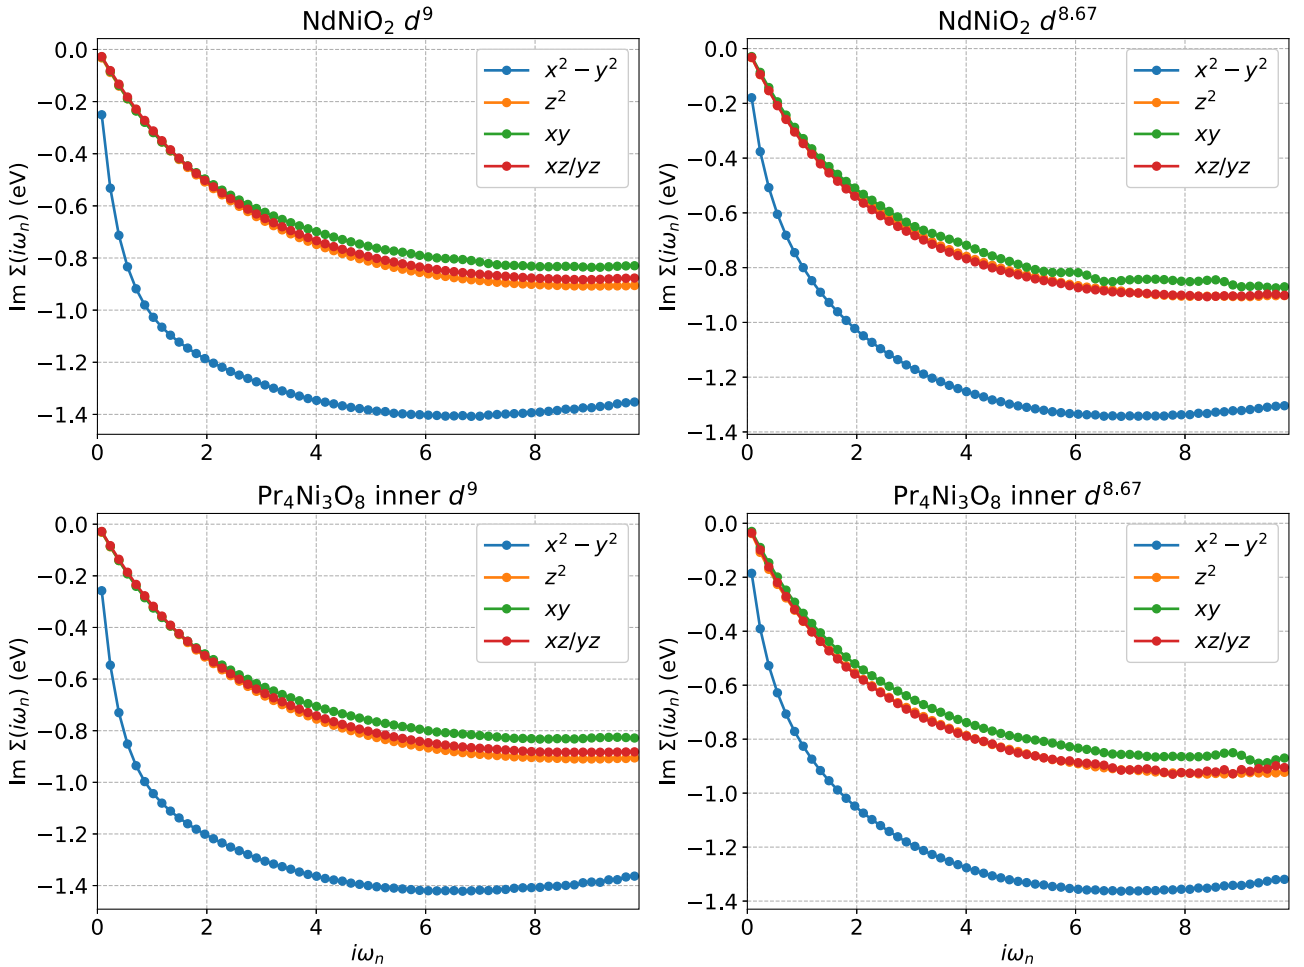 NdNiO₂ d⁹
0.0
−0.2
−0.4
−0.6
−0.8
−1.0
−1.2
−1.4
Im Σ(iωₙ) (eV)
x² − y²
z²
xy
xz/yz
0 2 4 6 8
NdNiO₂ d⁸·⁶⁷
0.0
−0.2
−0.4
−0.6
−0.8
−1.0
−1.2
−1.4
Im Σ(iωₙ) (eV)
x² − y²
z²
xy
xz/yz
0 2 4 6 8
Pr₄Ni₃O₈ inner d⁹
0.0
−0.2
−0.4
−0.6
−0.8
−1.0
−1.2
−1.4
Im Σ(iωₙ) (eV)
x² − y²
z²
xy
xz/yz
0 2 4 6 8
iωₙ
Pr₄Ni₃O₈ inner d⁸·⁶⁷
0.0
−0.2
−0.4
−0.6
−0.8
−1.0
−1.2
−1.4
Im Σ(iωₙ) (eV)
x² − y²
z²
xy
xz/yz
0 2 4 6 8
iωₙ